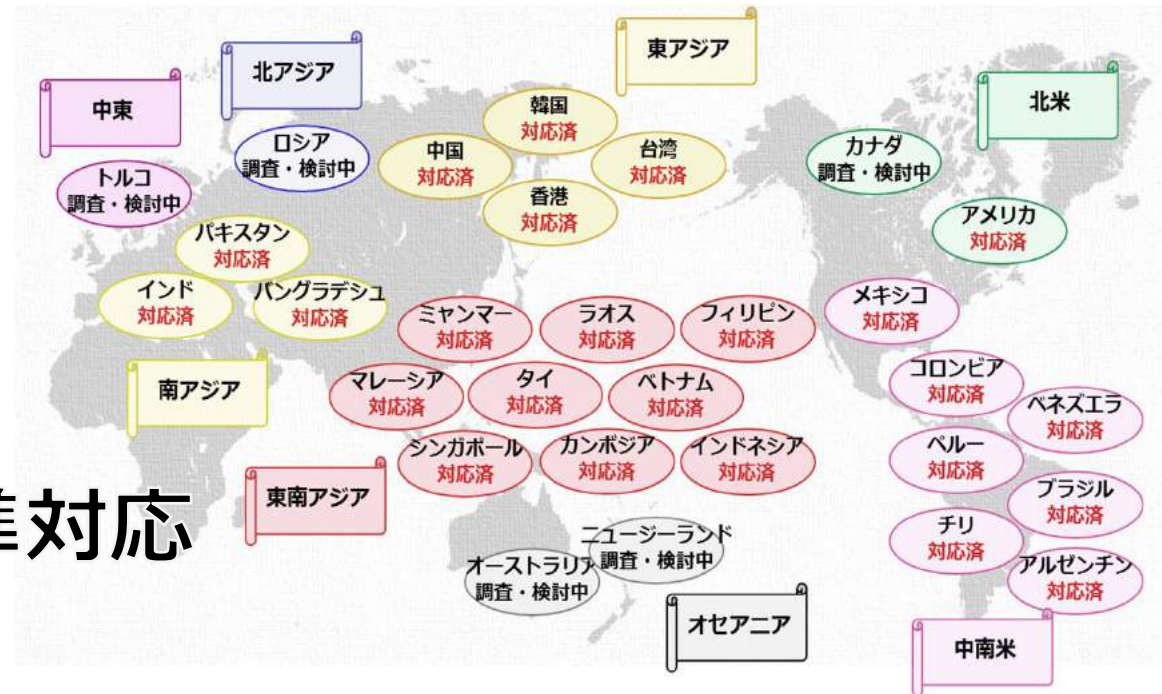 東アジア
北アジア
中東
北米
韓国
対応済
ロシア
調査・検討中
中国
対応済
台湾
対応済
カナダ
調査・検討中
トルコ
調査・検討中
香港
対応済
アメリカ
対応済
パキスタン
対応済
インド
対応済
バングラデシュ
対応済
メキシコ
対応済
ミャンマー
対応済
ラオス
対応済
フィリピン
対応済
南アジア
マレーシア
対応済
タイ
対応済
ベトナム
対応済
コロンビア
対応済
ベネズエラ
対応済
シンガポール
対応済
カンボジア
対応済
インドネシア
対応済
ペルー
対応済
東南アジア
ブラジル
対応済
チリ
対応済
準対応
ニュージーランド
調査・検討中
オーストラリア
調査・検討中
アルゼンチン
対応済
オセアニア
中南米